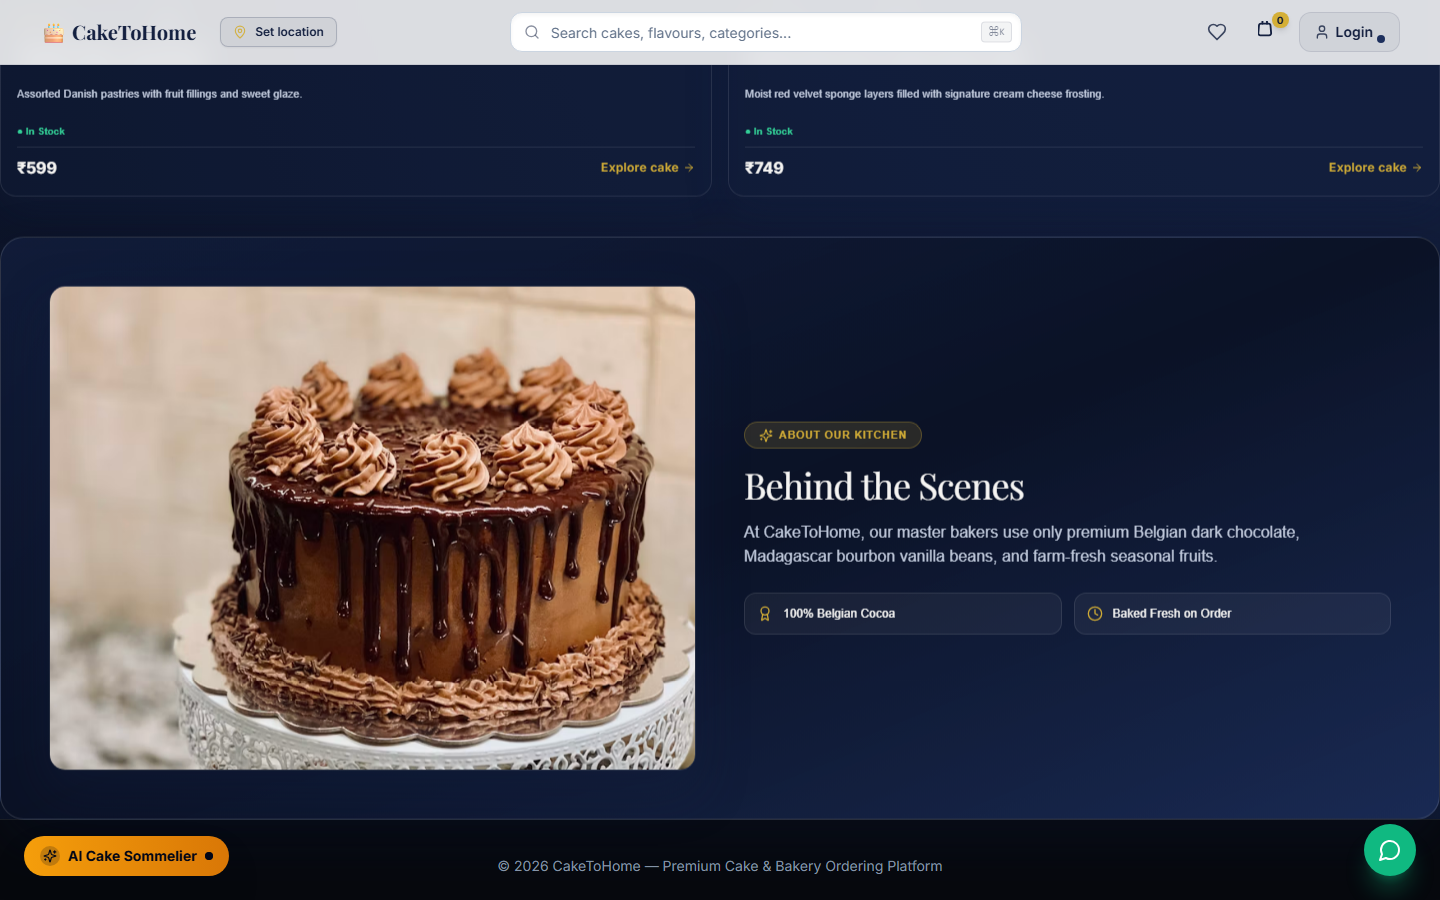 CakeToHome
Set location
Search cakes, flavours, categories...
⌘K
0
Login
Assorted Danish pastries with fruit fillings and sweet glaze.
• In Stock
₹599
Explore cake →
Moist red velvet sponge layers filled with signature cream cheese frosting.
• In Stock
₹749
Explore cake →
ABOUT OUR KITCHEN
Behind the Scenes
At CakeToHome, our master bakers use only premium Belgian dark chocolate,
Madagascar bourbon vanilla beans, and farm-fresh seasonal fruits.
100% Belgian Cocoa
Baked Fresh on Order
AI Cake Sommelier
© 2026 CakeToHome — Premium Cake & Bakery Ordering Platform